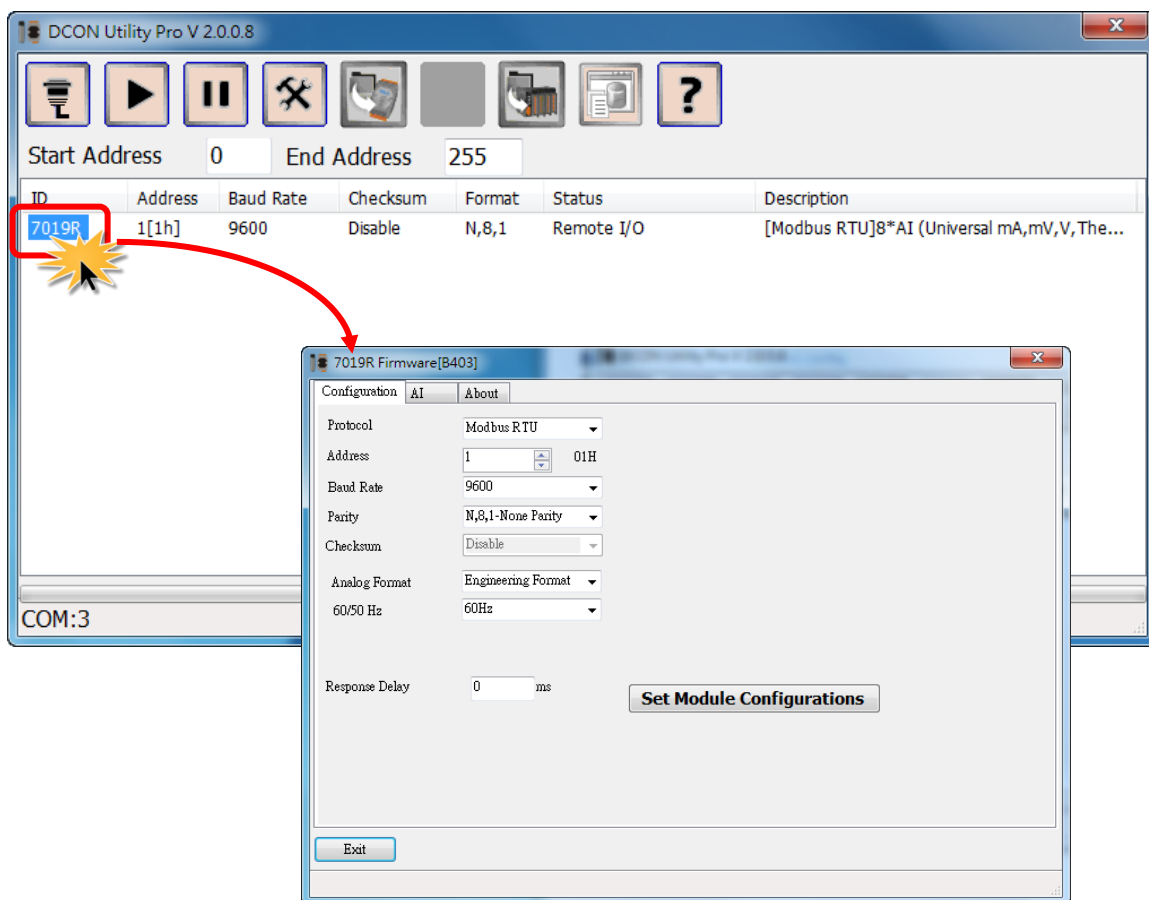 DCON Utility Pro V 2.0.0.8
Start Address 0 End Address 255
ID Address Baud Rate Checksum Format Status Description
7019R 1[1h] 9600 Disable N,8,1 Remote I/O [Modbus RTU]8*AI (Universal mA,mV,V,The...
7019R Firmware[B403]
Configuration AI About
Protocol Modbus RTU
Address 1 01H
Baud Rate 9600
Parity N,8,1-None Parity
Checksum Disable
Analog Format Engineering Format
60/50 Hz 60Hz
Response Delay 0 ms
Set Module Configurations
Exit
COM:3